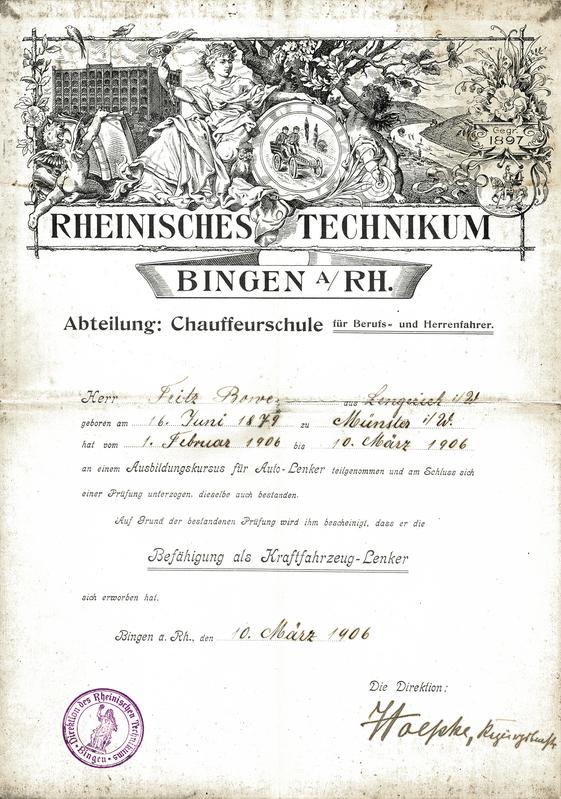 Gegr.
1897
RHEINISCHES TECHNIKUM
BINGEN A/RH.
Abteilung: Chauffeurschule für Berufs- und Herrenfahrer.
Herr Fritz Bowe aus Lengerich i/W
geboren am 16. Juni 1879 zu Münster i/W.
hat vom 1. Februar 1906 bis 10. März 1906
an einem Ausbildungskursus für Auto-Lenker teilgenommen und am Schluss sich
einer Prüfung unterzogen, dieselbe auch bestanden.
Auf Grund der bestandenen Prüfung wird ihm bescheinigt, dass er die
Befähigung als Kraftfahrzeug-Lenker
sich erworben hat.
Bingen a. Rh., den 10. März 1906
Die Direktion:
Hoepke,
Direktion des Rheinischen Technikums
Bingen